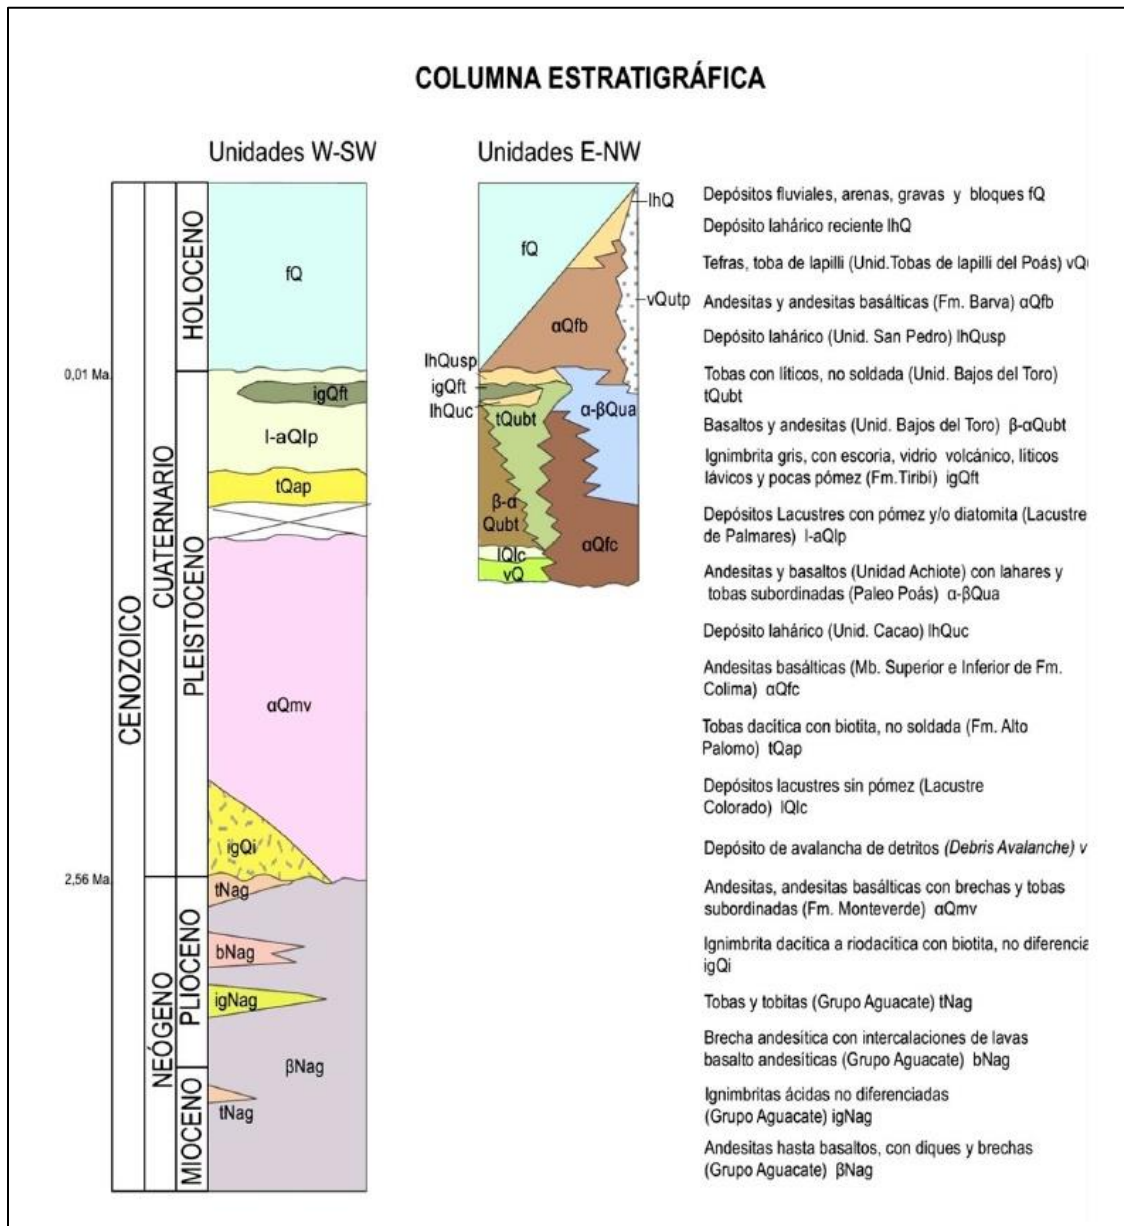 COLUMNA ESTRATIGRÁFICA
Unidades W-SW
Unidades E-NW
CENOZOICO
CUATERNARIO
NEÓGENO
HOLOCENO
PLEISTOCENO
PLIOCENO
MIOCENO
0,01 Ma.
2,56 Ma.
fQ
igQft
l-aQlp
tQap
αQmv
igQi
tNag
bNag
igNag
βNag
tNag
fQ
lhQ
vQutp
αQfb
lhQusp
igQft
lhQuc
tQubt
α-βQua
β-α
Qubt
αQfc
lQlc
vQ
Depósitos fluviales, arenas, gravas y bloques fQ
Depósito lahárico reciente lhQ
Tefras, toba de lapilli (Unid.Tobas de lapilli del Poás) vQ
Andesitas y andesitas basálticas (Fm. Barva) αQfb
Depósito lahárico (Unid. San Pedro) lhQusp
Tobas con líticos, no soldada (Unid. Bajos del Toro)
tQubt
Basaltos y andesitas (Unid. Bajos del Toro) β-αQubt
Ignimbrita gris, con escoria, vidrio volcánico, líticos
lávicos y pocas pómez (Fm.Tiribí) igQft
Depósitos Lacustres con pómez y/o diatomita (Lacustre
de Palmares) l-aQlp
Andesitas y basaltos (Unidad Achiote) con lahares y
tobas subordinadas (Paleo Poás) α-βQua
Depósito lahárico (Unid. Cacao) lhQuc
Andesitas basálticas (Mb. Superior e Inferior de Fm.
Colima) αQfc
Tobas dacítica con biotita, no soldada (Fm. Alto
Palomo) tQap
Depósitos lacustres sin pómez (Lacustre
Colorado) lQlc
Depósito de avalancha de detritos (Debris Avalanche) v
Andesitas, andesitas basálticas con brechas y tobas
subordinadas (Fm. Monteverde) αQmv
Ignimbrita dacítica a riodacítica con biotita, no diferencia
igQi
Tobas y tobitas (Grupo Aguacate) tNag
Brecha andesítica con intercalaciones de lavas
basalto andesíticas (Grupo Aguacate) bNag
Ignimbritas ácidas no diferenciadas
(Grupo Aguacate) igNag
Andesitas hasta basaltos, con diques y brechas
(Grupo Aguacate) βNag